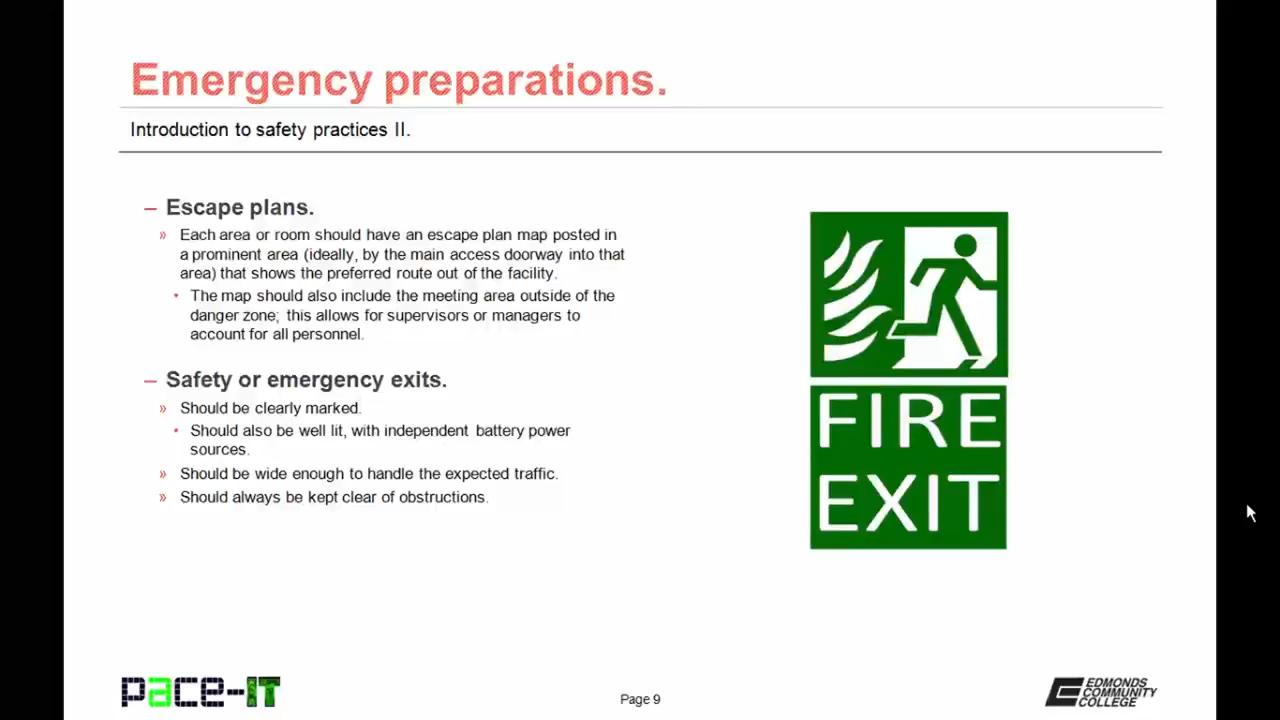 Emergency preparations.
Introduction to safety practices II.
– Escape plans.
» Each area or room should have an escape plan map posted in
a prominent area (ideally, by the main access doorway into that
area) that shows the preferred route out of the facility.
• The map should also include the meeting area outside of the
danger zone; this allows for supervisors or managers to
account for all personnel.
– Safety or emergency exits.
» Should be clearly marked.
• Should also be well lit, with independent battery power
sources.
» Should be wide enough to handle the expected traffic.
» Should always be kept clear of obstructions.
FIRE
EXIT
pace-IT
Page 9
EDMONDS
COMMUNITY
COLLEGE